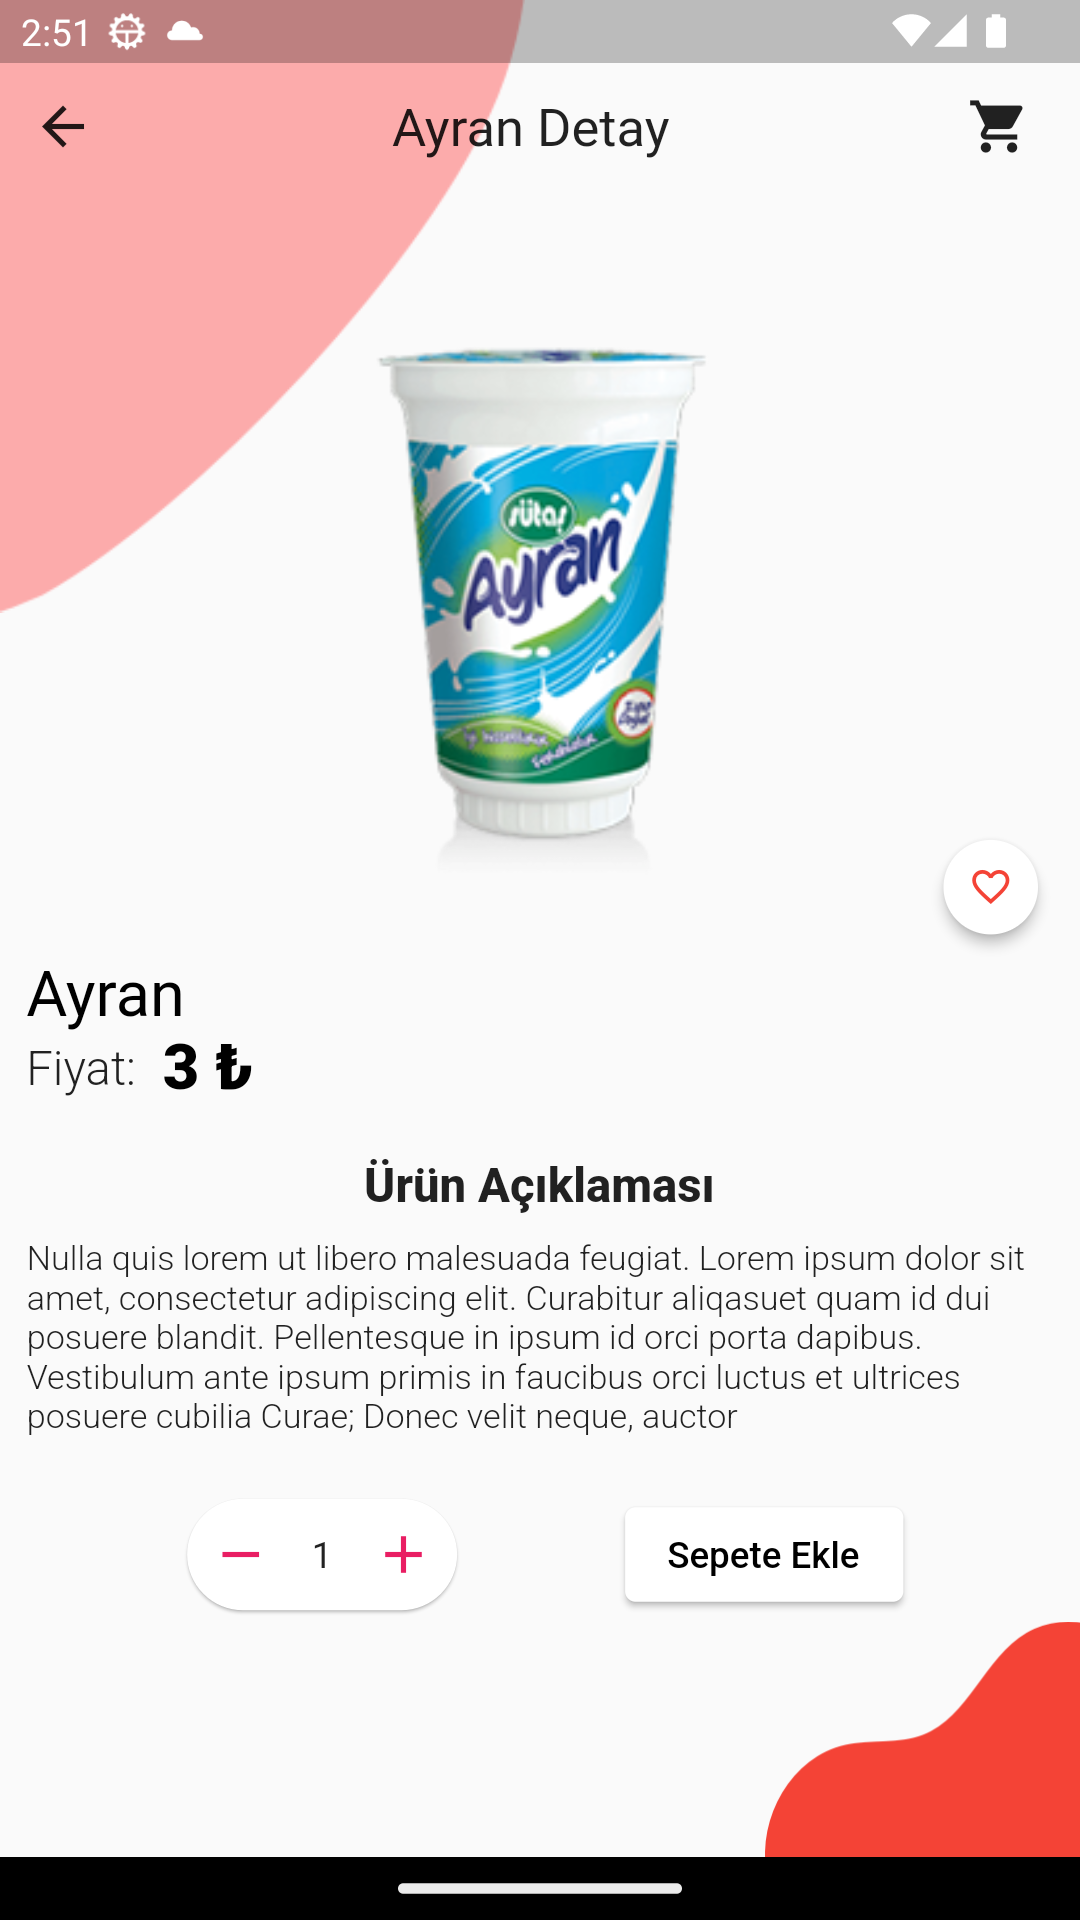 2:51
Ayran Detay
sütaş
Ayran
Ayran
Fiyat: 3 ₺
Ürün Açıklaması
Nulla quis lorem ut libero malesuada feugiat. Lorem ipsum dolor sit
amet, consectetur adipiscing elit. Curabitur aliqasuet quam id dui
posuere blandit. Pellentesque in ipsum id orci porta dapibus.
Vestibulum ante ipsum primis in faucibus orci luctus et ultrices
posuere cubilia Curae; Donec velit neque, auctor
1
Sepete Ekle